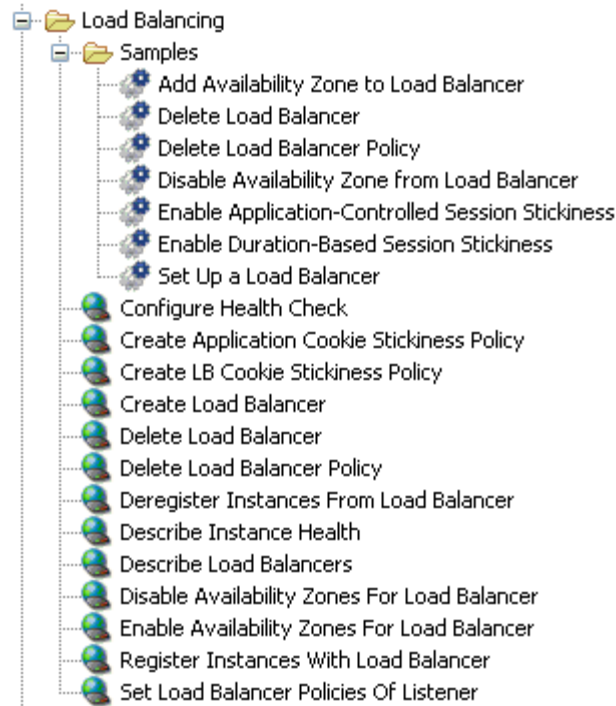 Load Balancing
Samples
Add Availability Zone to Load Balancer
Delete Load Balancer
Delete Load Balancer Policy
Disable Availability Zone from Load Balancer
Enable Application-Controlled Session Stickiness
Enable Duration-Based Session Stickiness
Set Up a Load Balancer
Configure Health Check
Create Application Cookie Stickiness Policy
Create LB Cookie Stickiness Policy
Create Load Balancer
Delete Load Balancer
Delete Load Balancer Policy
Deregister Instances From Load Balancer
Describe Instance Health
Describe Load Balancers
Disable Availability Zones For Load Balancer
Enable Availability Zones For Load Balancer
Register Instances With Load Balancer
Set Load Balancer Policies Of Listener